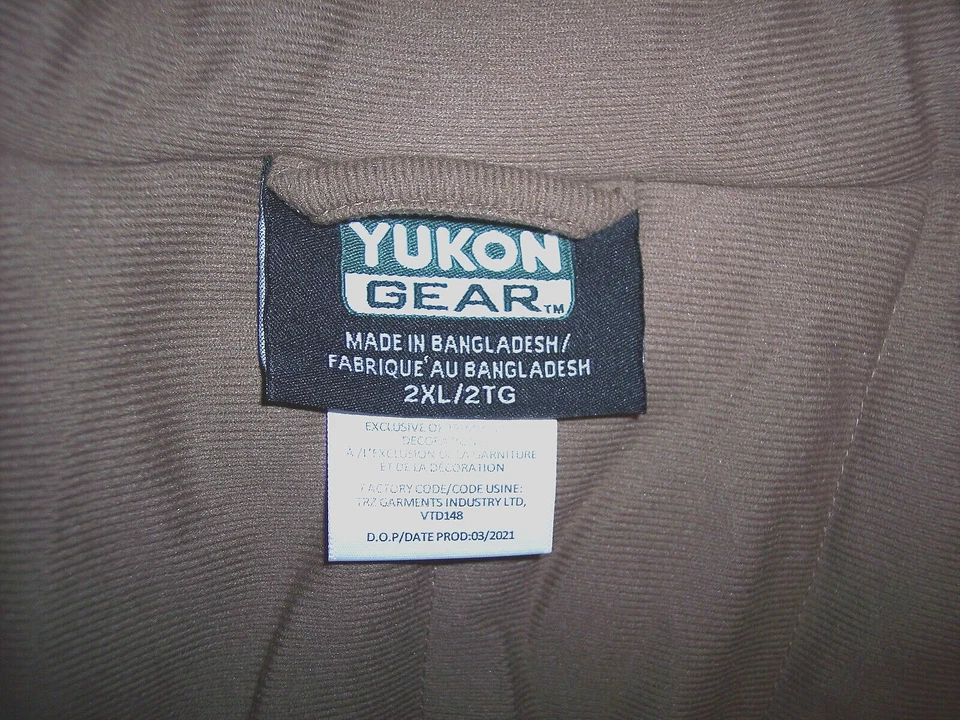 YUKON
GEAR™
MADE IN BANGLADESH/
FABRIQUE'AU BANGLADESH
2XL/2TG
EXCLUSIVE OF
À /L'EXCLUSION DE LA GARNITURE
ET DE LA DÉCORATION
FACTORY CODE/CODE USINE:
TRZ GARMENTS INDUSTRY LTD,
VTD148
D.O.P/DATE PROD:03/2021